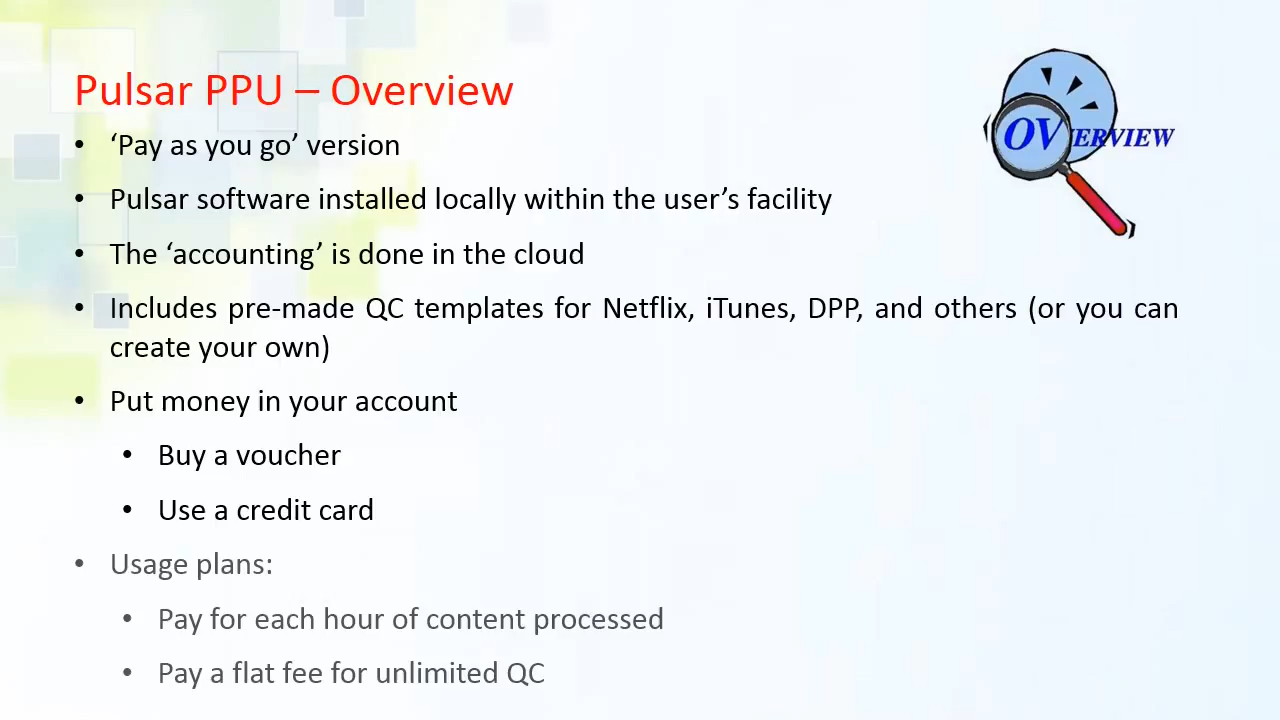 Pulsar PPU – Overview
OVERVIEW
• ‘Pay as you go’ version
• Pulsar software installed locally within the user’s facility
• The ‘accounting’ is done in the cloud
• Includes pre-made QC templates for Netflix, iTunes, DPP, and others (or you can
create your own)
• Put money in your account
• Buy a voucher
• Use a credit card
• Usage plans:
• Pay for each hour of content processed
• Pay a flat fee for unlimited QC